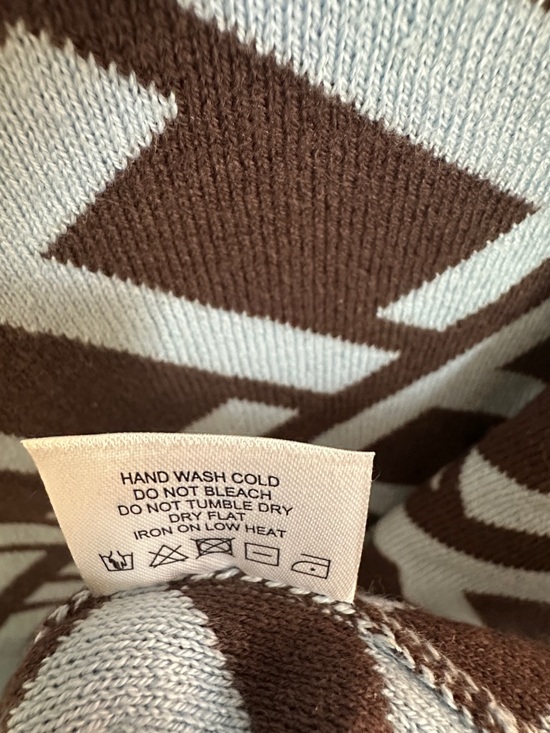 HAND WASH COLD
DO NOT BLEACH
DO NOT TUMBLE DRY
DRY FLAT
IRON ON LOW HEAT